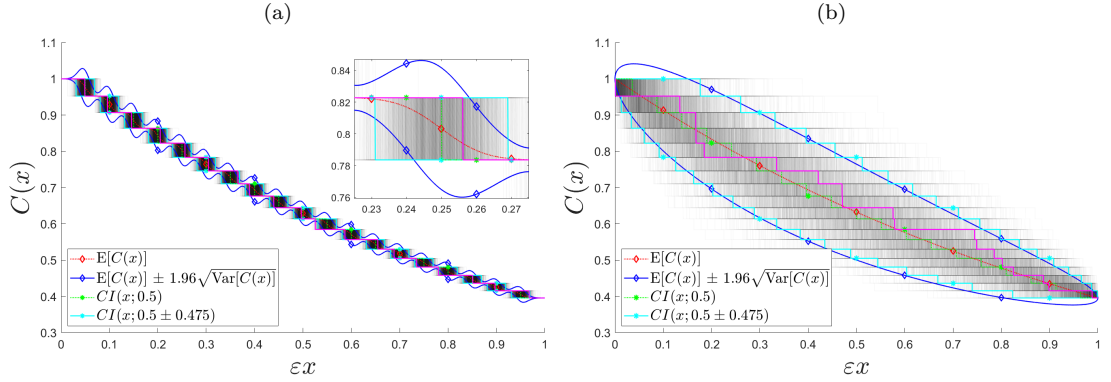 (a)
1.1
1
0.9
0.8
0.7
0.6
0.5
0.4
0.3
C(x)
0 0.1 0.2 0.3 0.4 0.5 0.6 0.7 0.8 0.9 1
εx
0.84
0.82
0.8
0.78
0.76
0.23 0.24 0.25 0.26 0.27
E[C(x)]
E[C(x)] ± 1.96√Var[C(x)]
CI(x; 0.5)
CI(x; 0.5 ± 0.475)
(b)
1.1
1
0.9
0.8
0.7
0.6
0.5
0.4
0.3
C(x)
0 0.1 0.2 0.3 0.4 0.5 0.6 0.7 0.8 0.9 1
εx
E[C(x)]
E[C(x)] ± 1.96√Var[C(x)]
CI(x; 0.5)
CI(x; 0.5 ± 0.475)